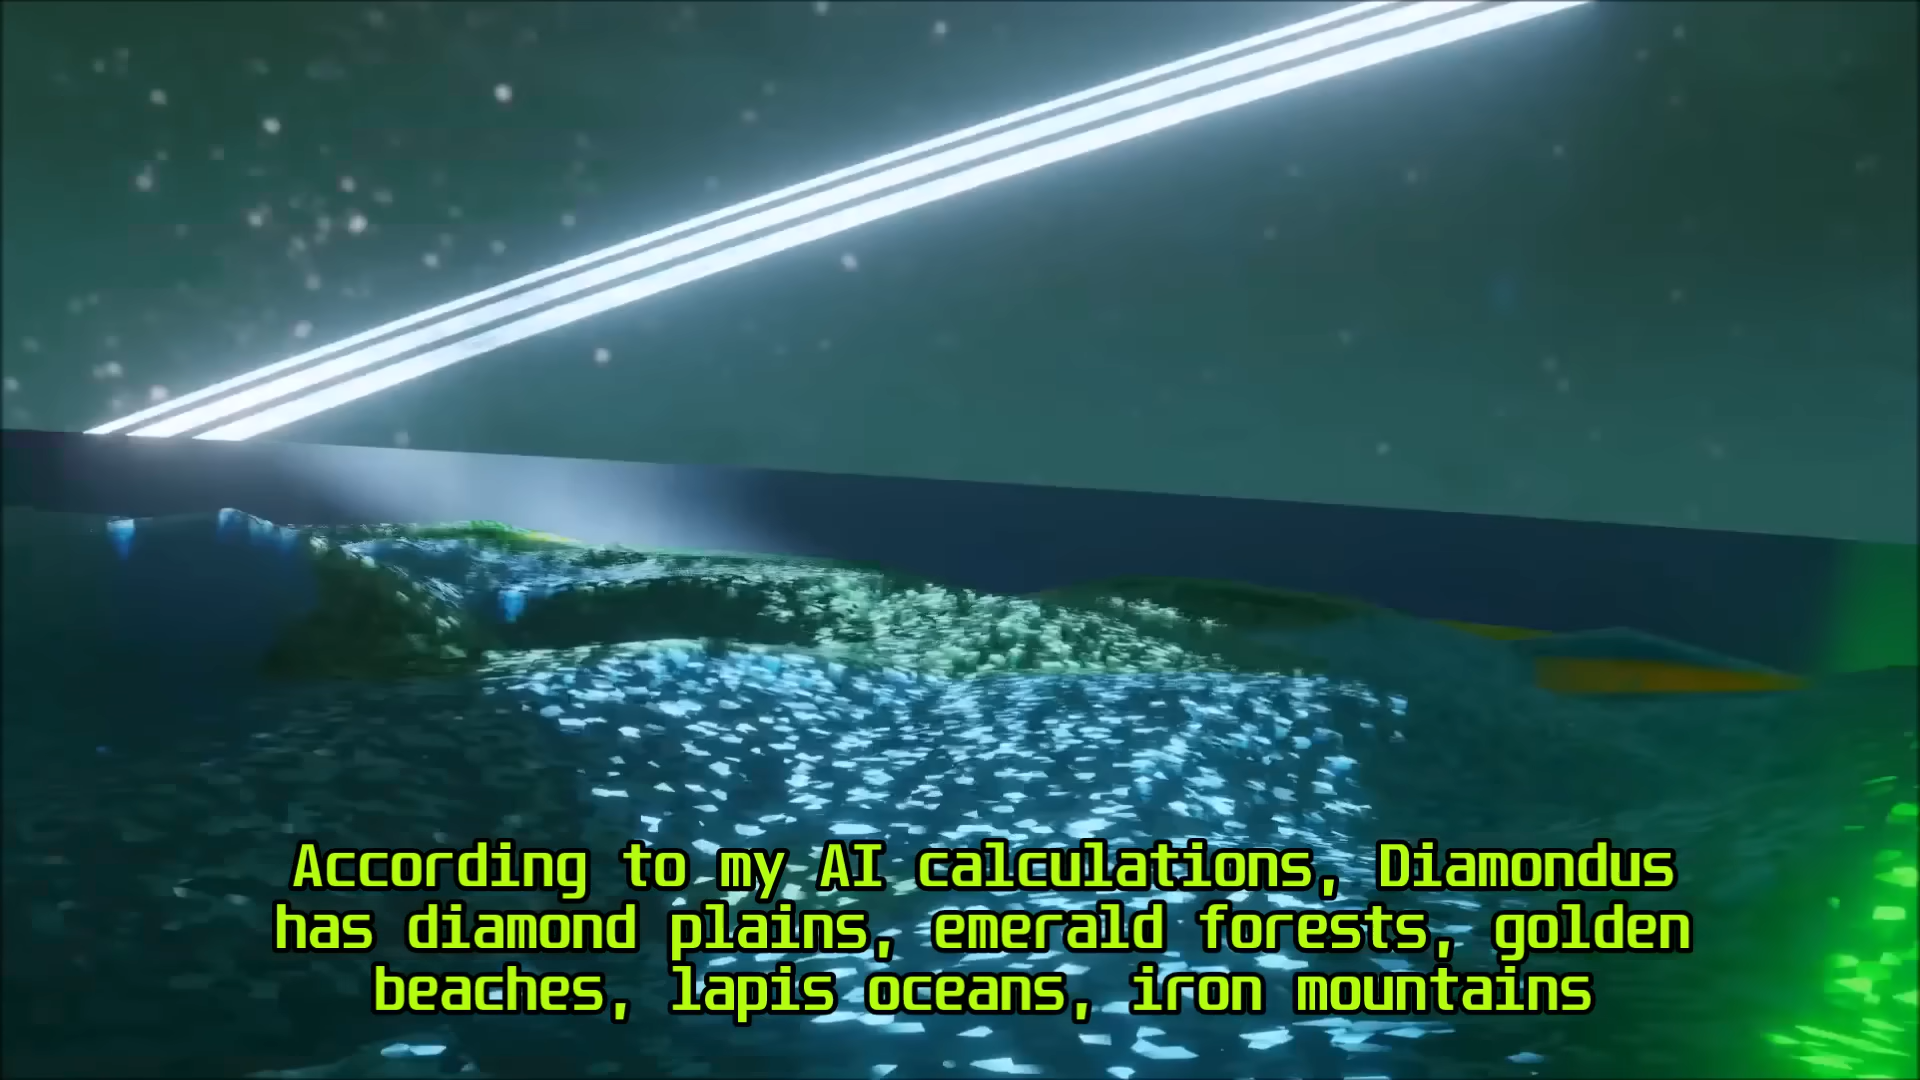 According to my AI calculations, Diamondus
has diamond plains, emerald forests, golden
beaches, lapis oceans, iron mountains